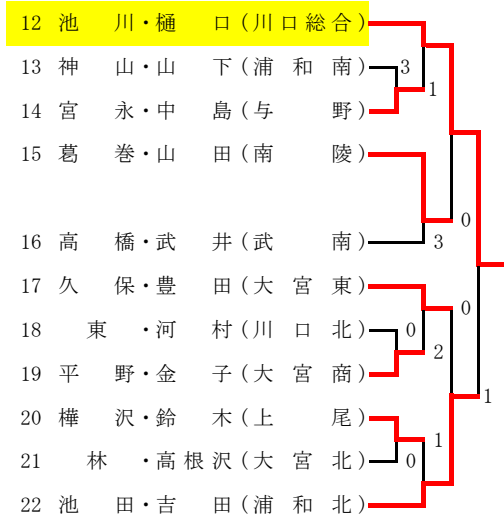 12 池 川・樋 口(川口総合)
13 神 山・山 下(浦 和 南)
3
1
14 宮 永・中 島(与 野)
15 葛 巻・山 田(南 陵)
0
16 高 橋・武 井(武 南)
3
17 久 保・豊 田(大 宮 東)
0
18 東 ・河 村(川 口 北)
0
2
19 平 野・金 子(大 宮 商)
1
20 樺 沢・鈴 木(上 尾)
1
21 林 ・高根沢(大 宮 北)
0
22 池 田・吉 田(浦 和 北)